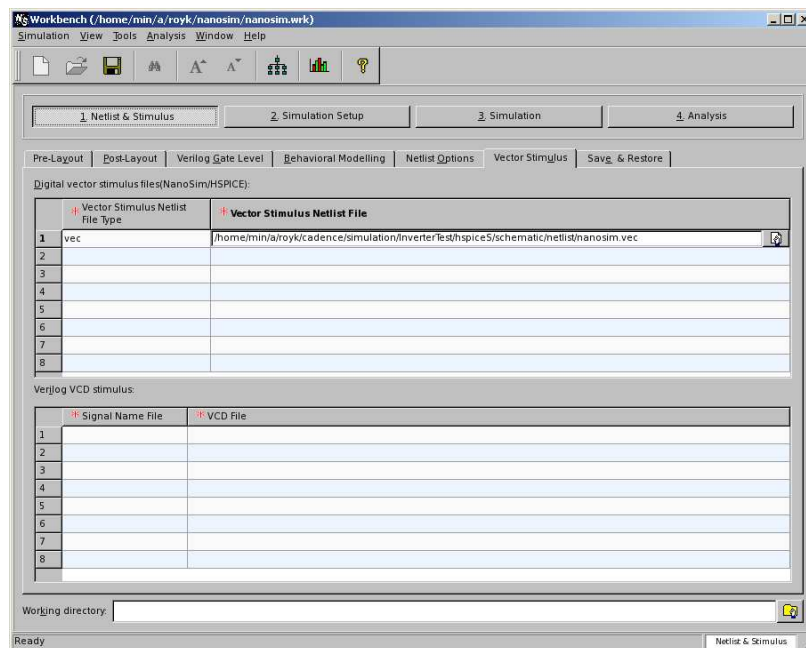 Workbench (/home/min/a/royk/nanosim/nanosim.wrk)
Simulation View Tools Analysis Window Help
1. Netlist & Stimulus 2. Simulation Setup 3. Simulation 4. Analysis
Pre-Layout Post-Layout Verilog Gate Level Behavioral Modelling Netlist Options Vector Stimulus Save & Restore
Digital vector stimulus files(NanoSim/HSPICE):
* Vector Stimulus Netlist File Type * Vector Stimulus Netlist File
1 vec /home/min/a/royk/cadence/simulation/InverterTest/hspiceS/schematic/netlist/nanosim.vec
2
3
4
5
6
7
8
Verilog VCD stimulus:
* Signal Name File * VCD File
1
2
3
4
5
6
7
8
Working directory:
Ready Netlist & Stimulus